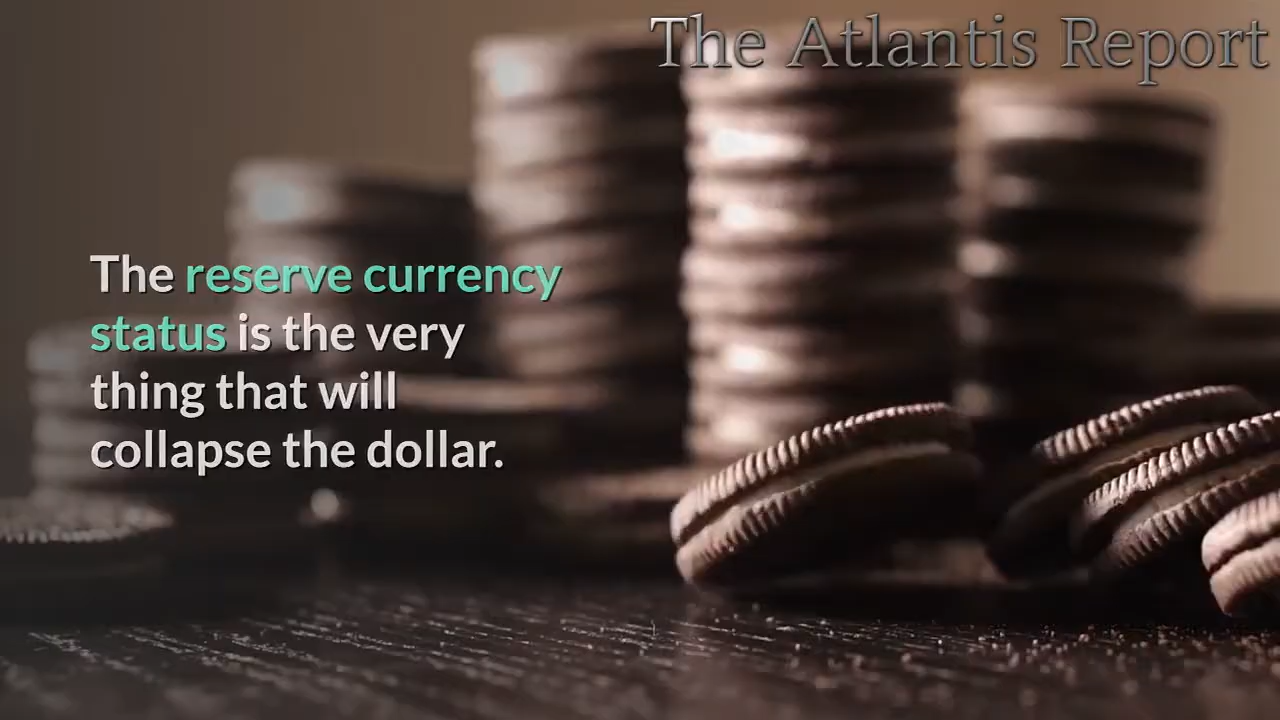 The Atlantis Report
The reserve currency
status is the very
thing that will
collapse the dollar.